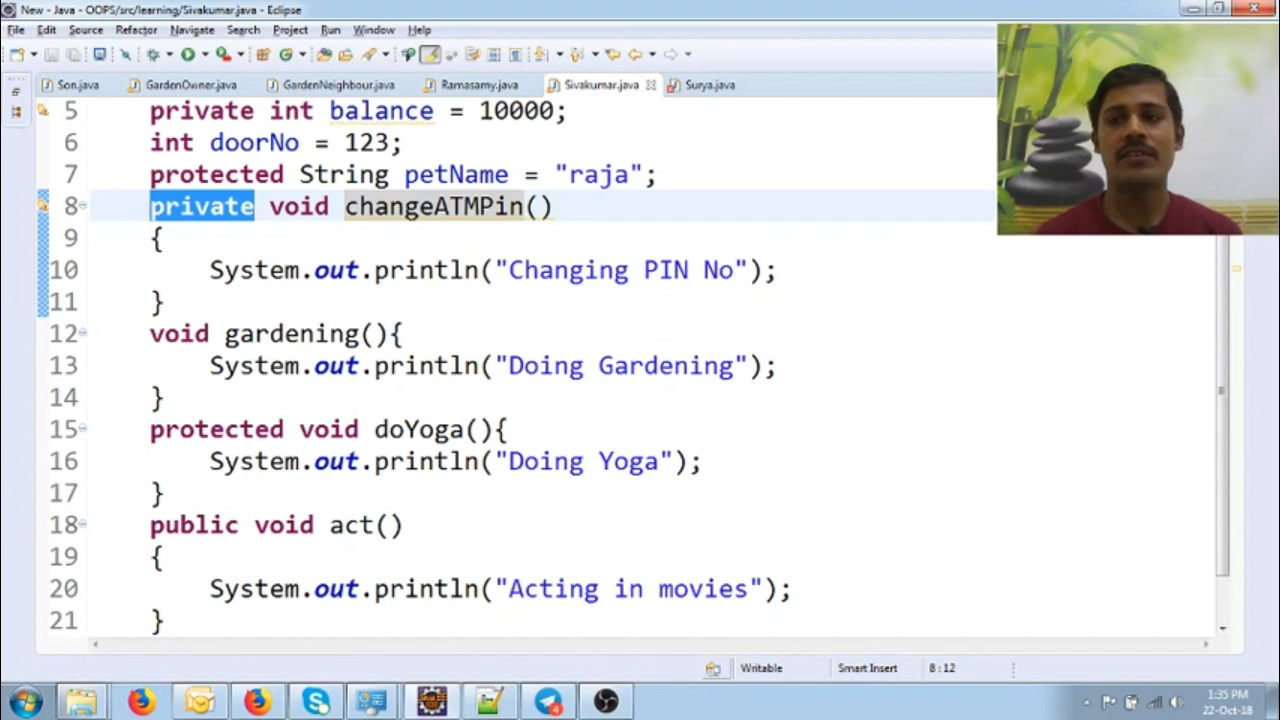 New - Java - OOPS/src/learning/Sivakumar.java - Eclipse
File Edit Source Refactor Navigate Search Project Run Window Help
Son.java GardenOwner.java GardenNeighbour.java Ramasamy.java Sivakumar.java Surya.java
5 private int balance = 10000;
6 int doorNo = 123;
7 protected String petName = "raja";
8 private void changeATMPin()
9 {
10 System.out.println("Changing PIN No");
11 }
12 void gardening(){
13 System.out.println("Doing Gardening");
14 }
15 protected void doYoga(){
16 System.out.println("Doing Yoga");
17 }
18 public void act()
19 {
20 System.out.println("Acting in movies");
21 }
Writable Smart Insert 8:12
1:35 PM
22-Oct-18